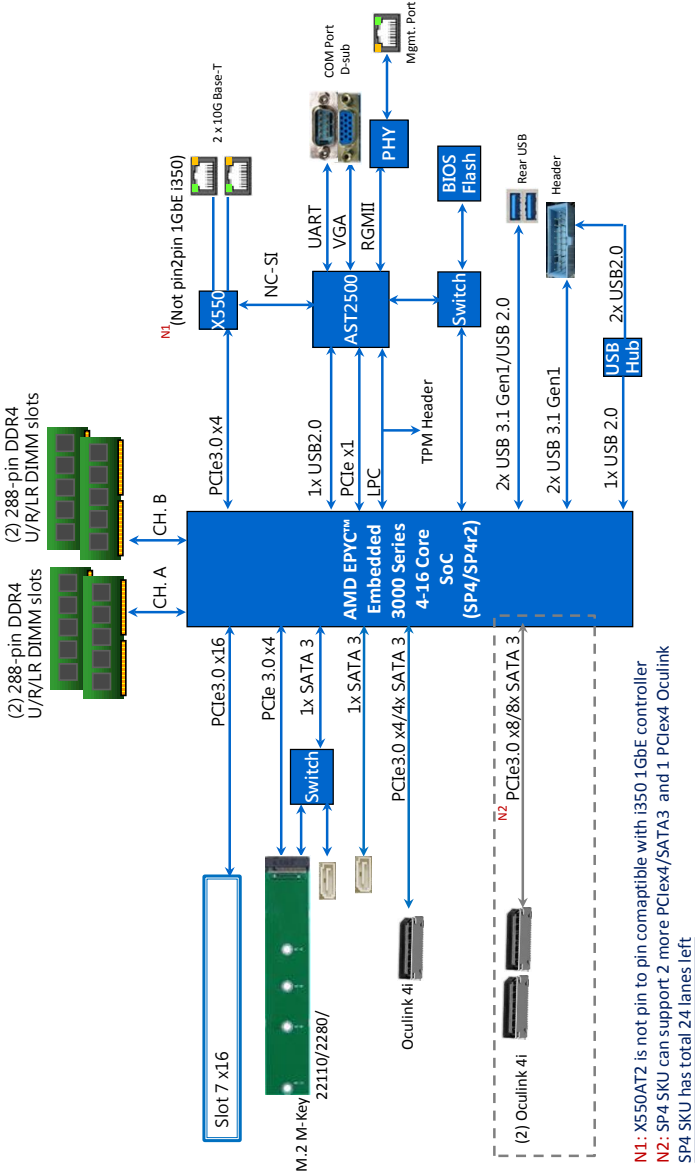 (2) 288-pin DDR4
U/R/LR DIMM slots
(2) 288-pin DDR4
U/R/LR DIMM slots
CH. A
CH. B
Slot 7 x16
PCIe3.0 x16
M.2 M-Key
22110/2280/
PCIe 3.0 x4
Switch
1x SATA 3
1x SATA 3
Oculink 4i
PCIe3.0 x4/4x SATA 3
(2) Oculink 4i
N2
PCIe3.0 x8/8x SATA 3
AMD EPYC™
Embedded
3000 Series
4-16 Core
SoC
(SP4/SP4r2)
PCIe3.0 x4
N1
(Not pin2pin 1GbE i350)
X550
2 x 10G Base-T
NC-SI
1x USB2.0
PCIe x1
LPC
TPM Header
AST2500
UART
VGA
RGMII
COM Port
D-sub
PHY
Mgmt. Port
Switch
BIOS
Flash
2x USB 3.1 Gen1/USB 2.0
Rear USB
2x USB 3.1 Gen1
Header
1x USB 2.0
USB
Hub
2x USB2.0
N1: X550AT2 is not pin to pin comaptible with i350 1GbE controller
N2: SP4 SKU can support 2 more PCIex4/SATA3 and 1 PCIex4 Oculink
SP4 SKU has total 24 lanes left